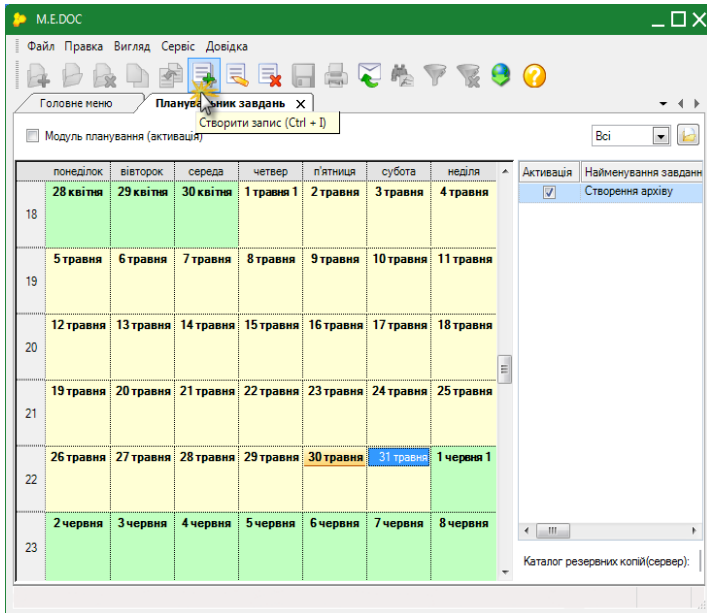 M.E.DOC
Файл Правка Вигляд Сервіс Довідка
Головне меню Планувальник завдань X
Створити запис (Ctrl + I)
Модуль планування (активація) Всі
понеділок вівторок середа четвер п'ятниця субота неділя Активація Найменування завданн
Створення архіву
18 28 квітня 29 квітня 30 квітня 1 травня 1 2 травня 3 травня 4 травня
19 5 травня 6 травня 7 травня 8 травня 9 травня 10 травня 11 травня
20 12 травня 13 травня 14 травня 15 травня 16 травня 17 травня 18 травня
21 19 травня 20 травня 21 травня 22 травня 23 травня 24 травня 25 травня
22 26 травня 27 травня 28 травня 29 травня 30 травня 31 травня 1 червня 1
23 2 червня 3 червня 4 червня 5 червня 6 червня 7 червня 8 червня
Каталог резервних копій(сервер):